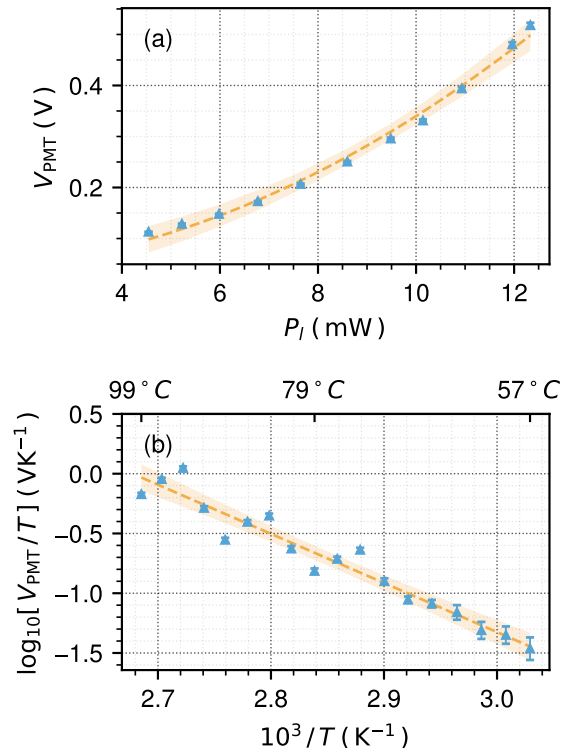 (a)
0.4
0.2
V_PMT ( V )
4 6 8 10 12
P_l ( mW )
99°C 79°C 57°C
(b)
0.5
0.0
−0.5
−1.0
−1.5
log₁₀[ V_PMT / T ] ( VK⁻¹ )
2.7 2.8 2.9 3.0
10³ / T ( K⁻¹ )